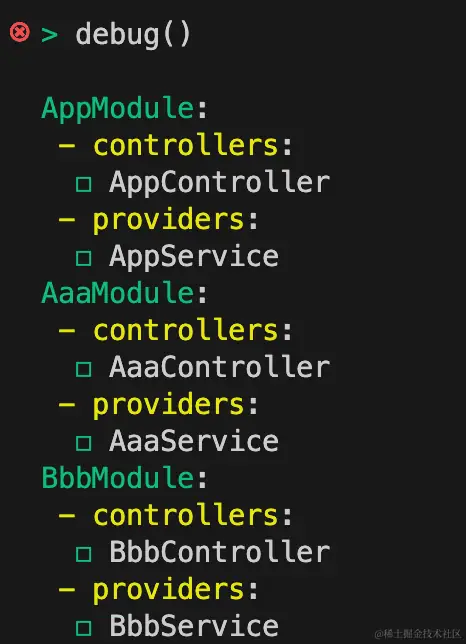 > debug()
AppModule:
- controllers:
□ AppController
- providers:
□ AppService
AaaModule:
- controllers:
□ AaaController
- providers:
□ AaaService
BbbModule:
- controllers:
□ BbbController
- providers:
□ BbbService
@稀土掘金技术社区